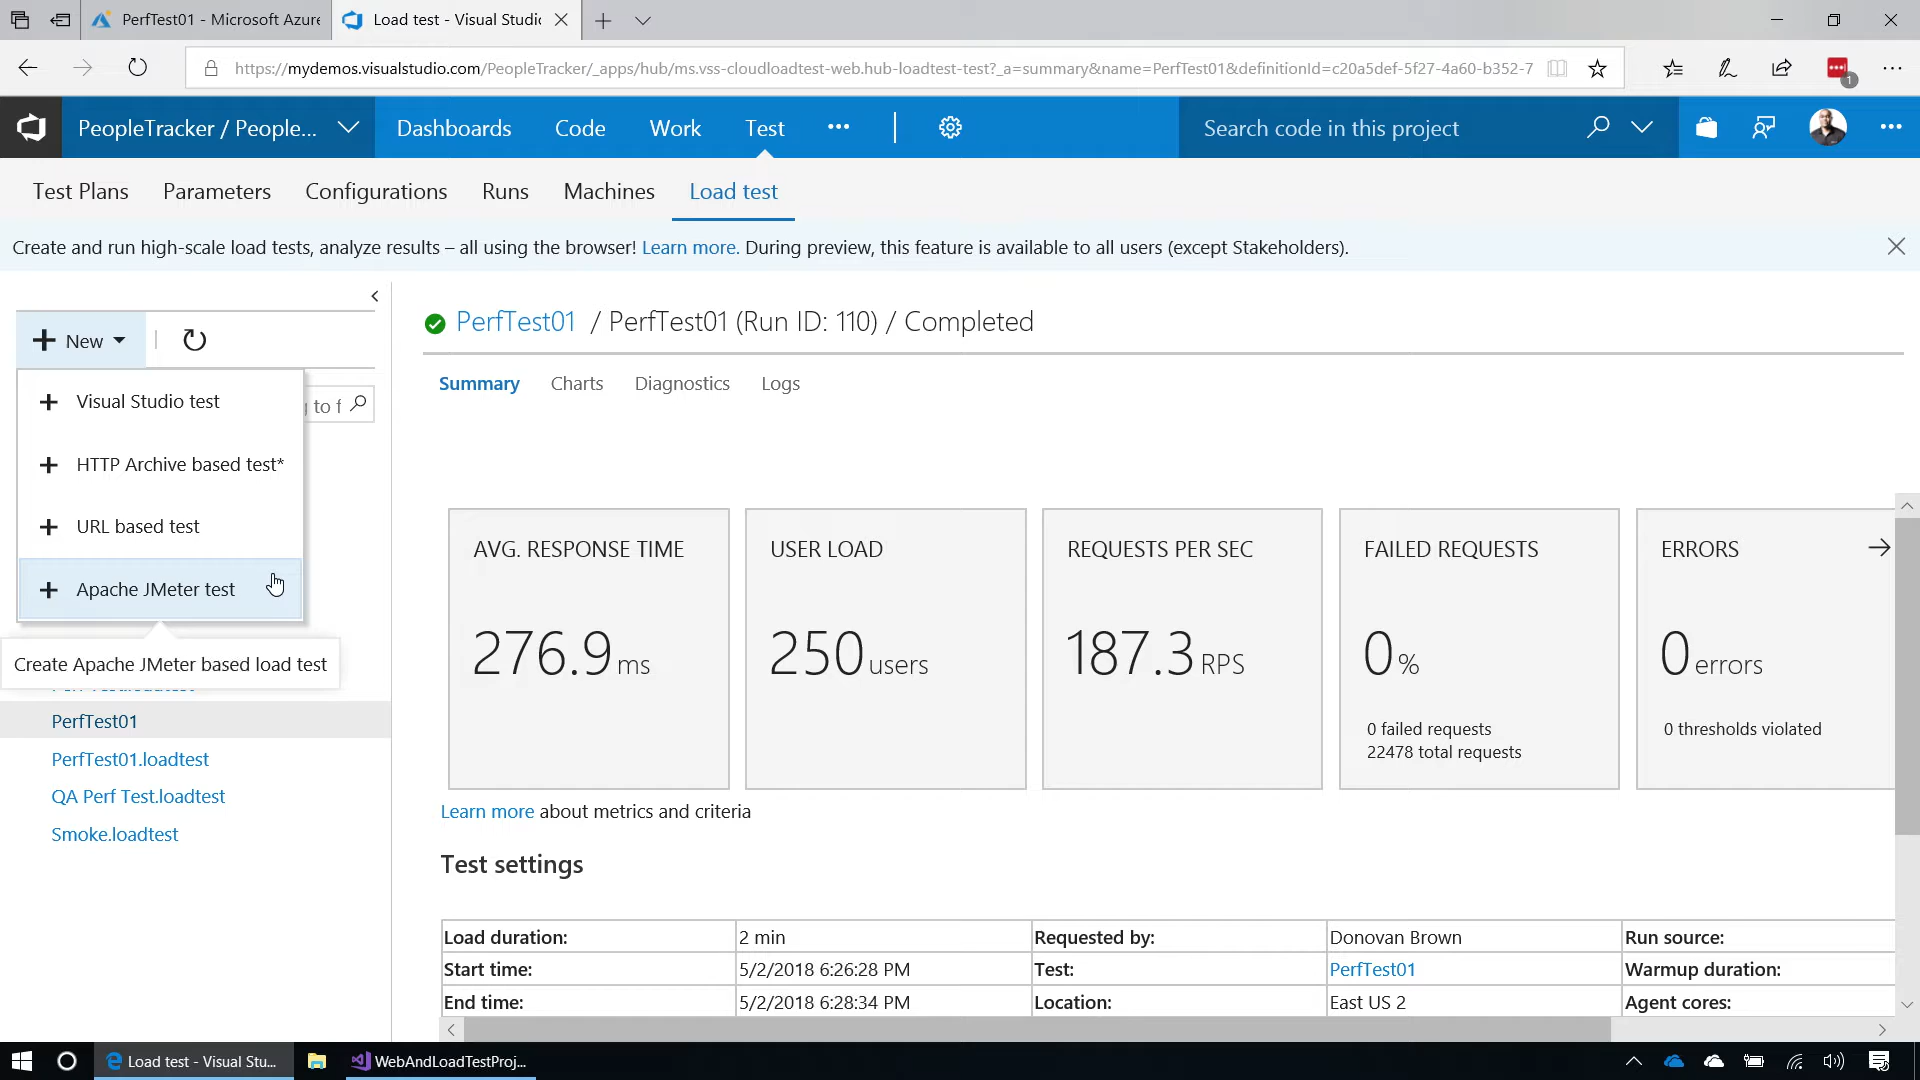 PerfTest01 - Microsoft Azure
Load test - Visual Studi
https://mydemos.visualstudio.com/PeopleTracker/_apps/hub/ms.vss-cloudloadtest-web.hub-loadtest-test?_a=summary&name=PerfTest01&definitionId=c20a5def-5f27-4a60-b352-7
1
PeopleTracker / People...
Dashboards
Code
Work
Test
Search code in this project
Test Plans
Parameters
Configurations
Runs
Machines
Load test
Create and run high-scale load tests, analyze results – all using the browser! Learn more. During preview, this feature is available to all users (except Stakeholders).
New
Visual Studio test
to f
HTTP Archive based test*
URL based test
Apache JMeter test
Create Apache JMeter based load test
PerfTest01
PerfTest01.loadtest
QA Perf Test.loadtest
Smoke.loadtest
PerfTest01 / PerfTest01 (Run ID: 110) / Completed
Summary
Charts
Diagnostics
Logs
AVG. RESPONSE TIME
276.9 ms
USER LOAD
250 users
REQUESTS PER SEC
187.3 RPS
FAILED REQUESTS
0 %
0 failed requests
22478 total requests
ERRORS
0 errors
0 thresholds violated
Learn more about metrics and criteria
Test settings
Load duration: 2 min Requested by: Donovan Brown Run source:
Start time: 5/2/2018 6:26:28 PM Test: PerfTest01 Warmup duration:
End time: 5/2/2018 6:28:34 PM Location: East US 2 Agent cores:
Load test - Visual Stu...
WebAndLoadTestProj...